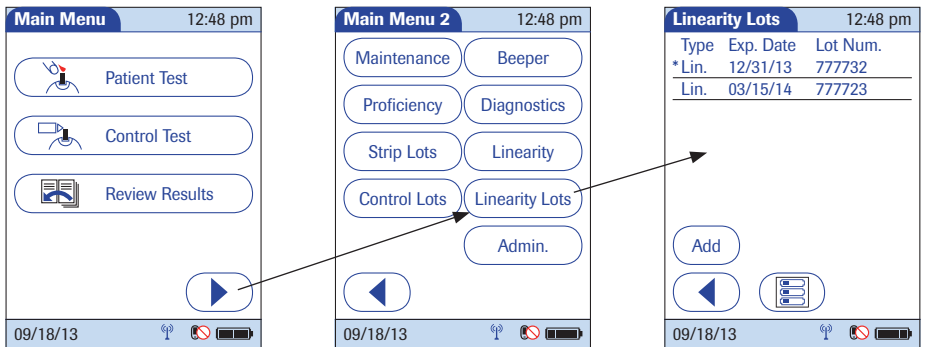 Main Menu 12:48 pm
Patient Test
Control Test
Review Results
09/18/13
Main Menu 2 12:48 pm
Maintenance Beeper
Proficiency Diagnostics
Strip Lots Linearity
Control Lots Linearity Lots
Admin.
09/18/13
Linearity Lots 12:48 pm
Type Exp. Date Lot Num.
*Lin. 12/31/13 777732
Lin. 03/15/14 777723
Add
09/18/13